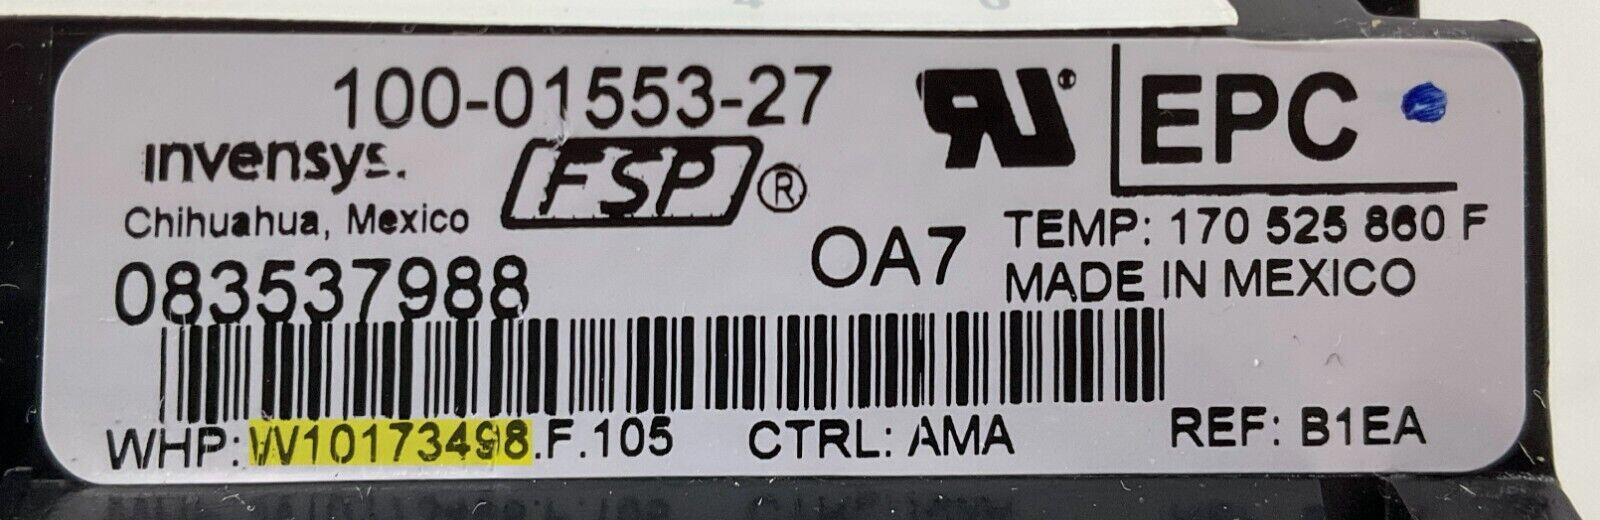 100-01553-27
invensys.
FSP®
Chihuahua, Mexico
EPC
TEMP: 170 525 860 F
MADE IN MEXICO
OA7
083537988
WHP: W10173498.F.105 CTRL: AMA REF: B1EA